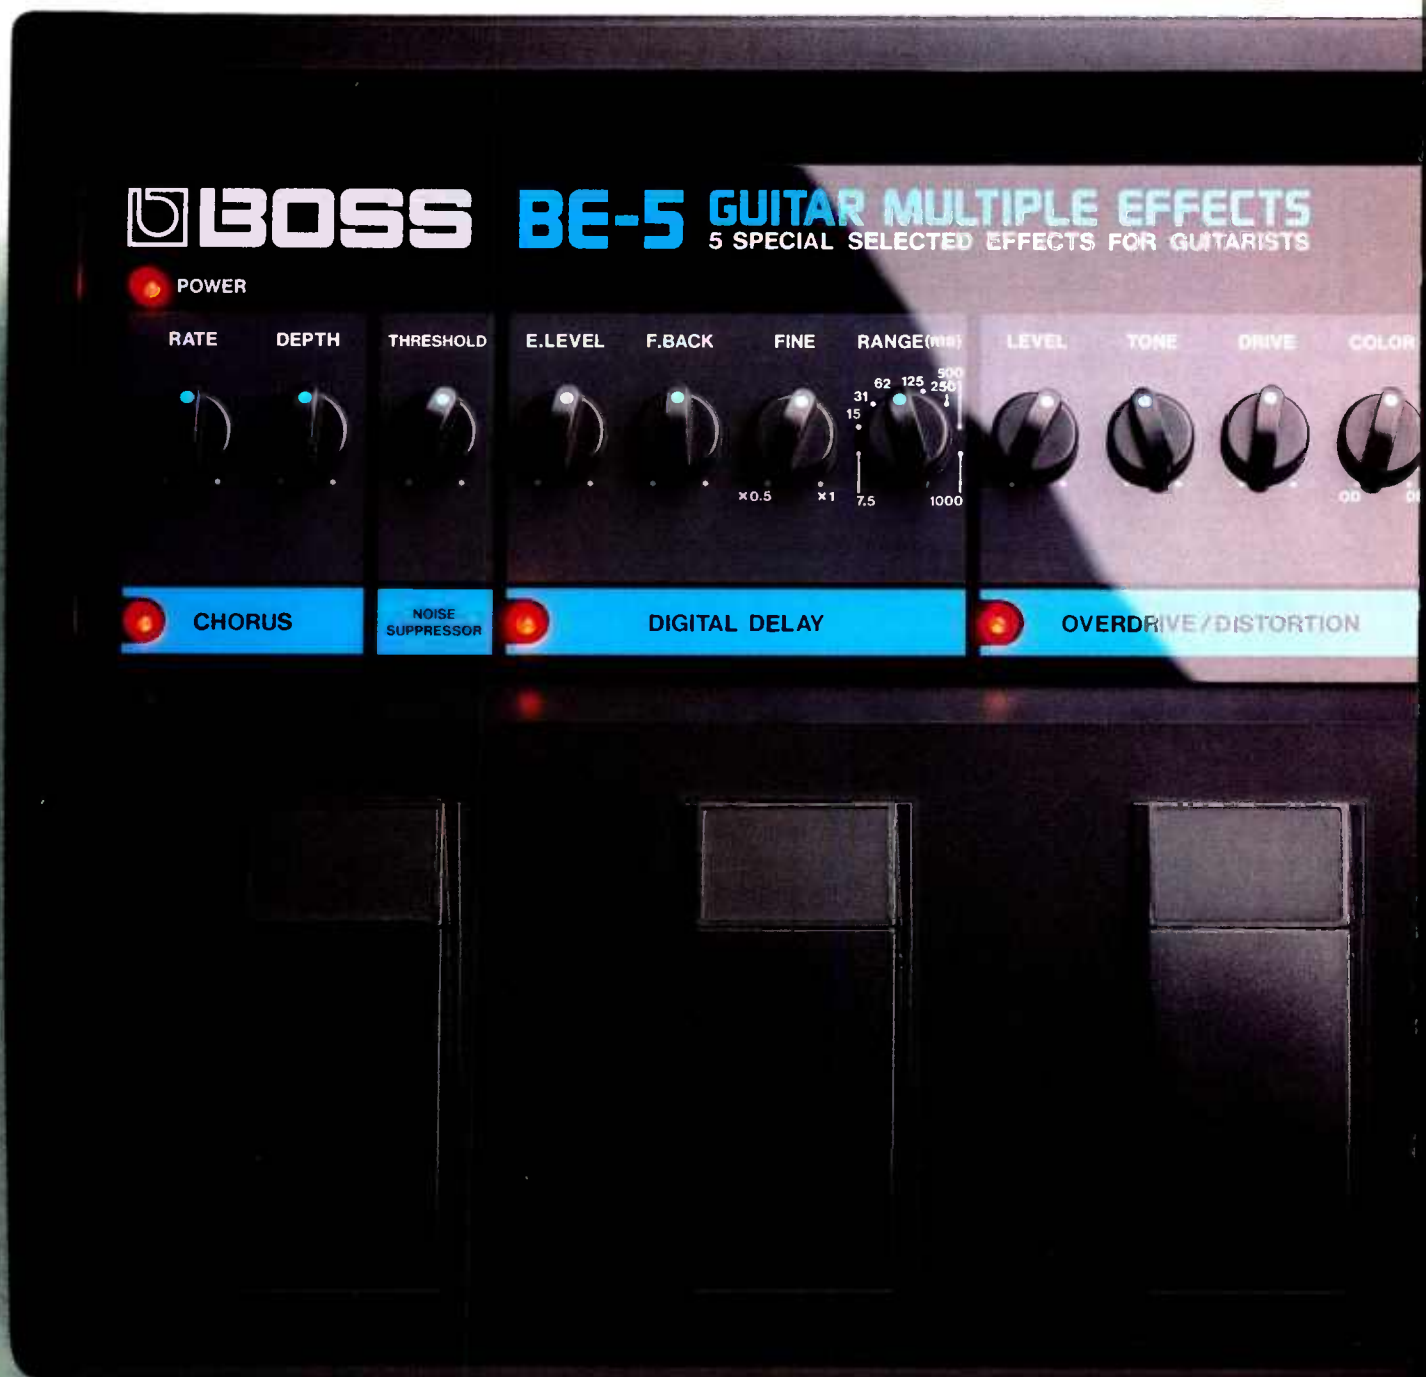 BOSS BE-5 GUITAR MULTIPLE EFFECTS
5 SPECIAL SELECTED EFFECTS FOR GUITARISTS
POWER
RATE DEPTH THRESHOLD E.LEVEL F.BACK FINE RANGE(ms) LEVEL TONE DRIVE COLOR
500
62 125 250
31
15
×0.5 ×1 7.5 1000 OD
CHORUS NOISE SUPPRESSOR DIGITAL DELAY OVERDRIVE/DISTORTION